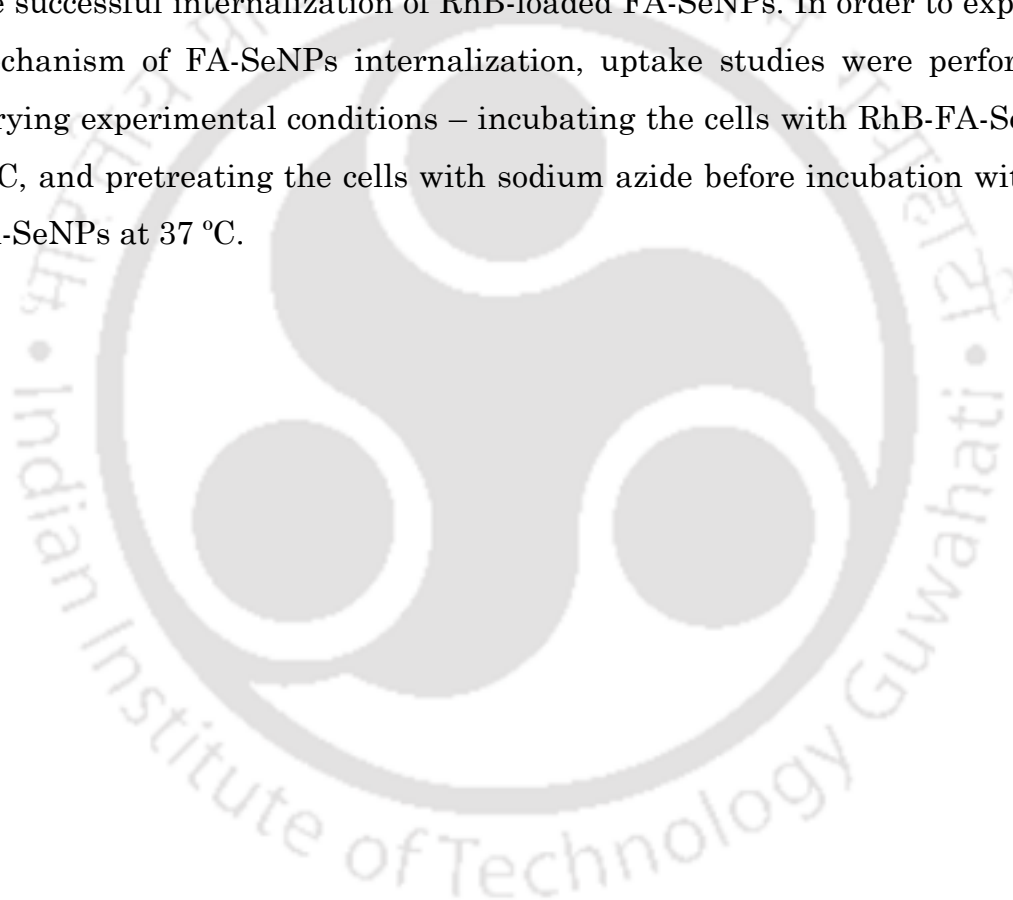 successful internalization of RhB-loaded FA-SeNPs. In order to
chanism of FA-SeNPs internalization, uptake studies were perfor
rying experimental conditions – incubating the cells with RhB-FA-S
C, and pretreating the cells with sodium azide before incubation wit
-SeNPs at 37 ºC.
Indian Institute of Technology Guwahati